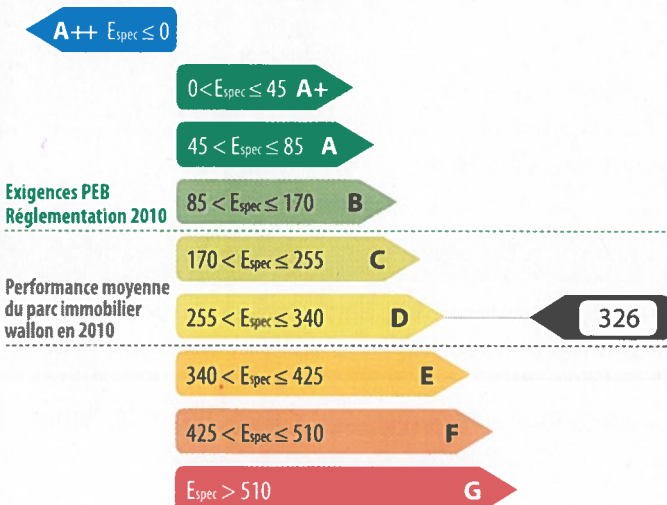 A++ Espec ≤ 0
0 < Espec ≤ 45 A+
45 < Espec ≤ 85 A
Exigences PEB
Réglementation 2010
85 < Espec ≤ 170 B
170 < Espec ≤ 255 C
Performance moyenne
du parc immobilier
wallon en 2010
255 < Espec ≤ 340 D
326
340 < Espec ≤ 425 E
425 < Espec ≤ 510 F
Espec > 510 G